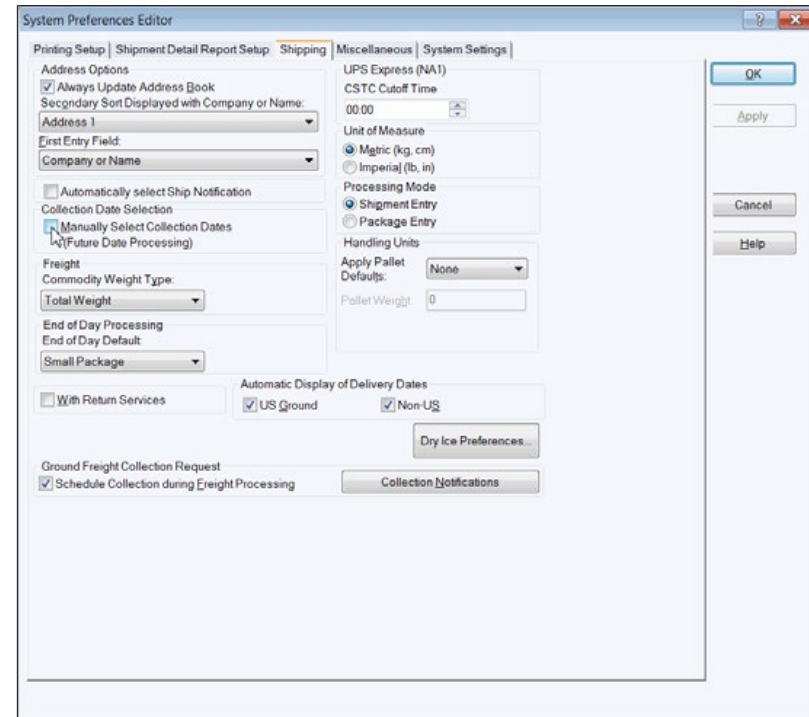 System Preferences Editor
Printing Setup | Shipment Detail Report Setup | Shipping | Miscellaneous | System Settings
Address Options
Always Update Address Book
Secondary Sort Displayed with Company or Name:
Address 1
First Entry Field:
Company or Name
Automatically select Ship Notification
Collection Date Selection
Manually Select Collection Dates
(Future Date Processing)
Freight
Commodity Weight Type:
Total Weight
End of Day Processing
End of Day Default
Small Package
With Return Services
UPS Express (NA1)
CSTC Cutoff Time
00:00
Unit of Measure
Metric (kg, cm)
Imperial (lb, in)
Processing Mode
Shipment Entry
Package Entry
Handling Units
Apply Pallet
Defaults:
None
Pallet Weight:
0
Automatic Display of Delivery Dates
US Ground
Non-US
Dry Ice Preferences...
Ground Freight Collection Request
Schedule Collection during Freight Processing
Collection Notifications
OK
Apply
Cancel
Help